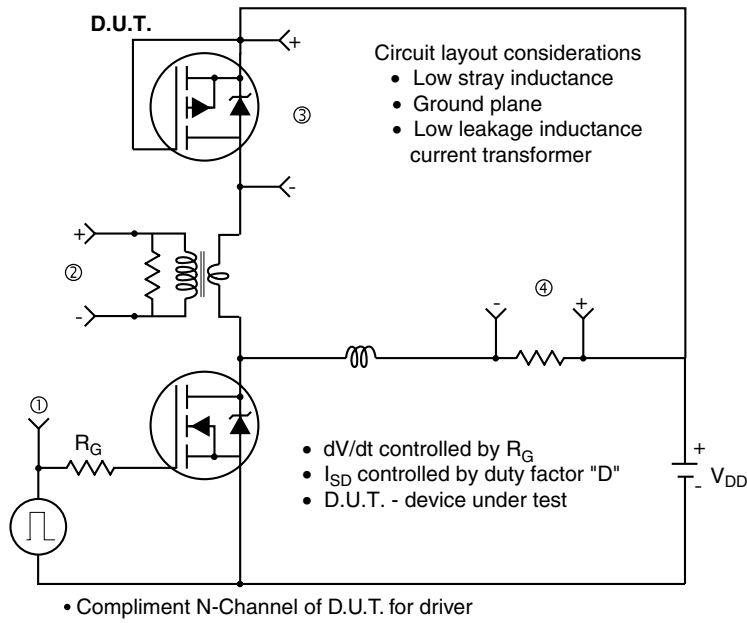 D.U.T.
+
③
-
Circuit layout considerations
• Low stray inductance
• Ground plane
• Low leakage inductance
current transformer
+
②
-
④
-
+
①
R_G
• dV/dt controlled by R_G
• I_SD controlled by duty factor "D"
• D.U.T. - device under test
+
V_DD
-
• Compliment N-Channel of D.U.T. for driver